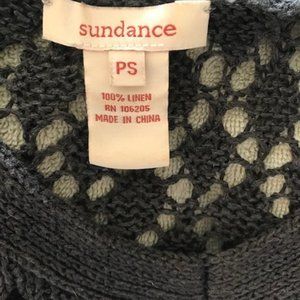 sundance
PS
100% LINEN
RN 106205
MADE IN CHINA